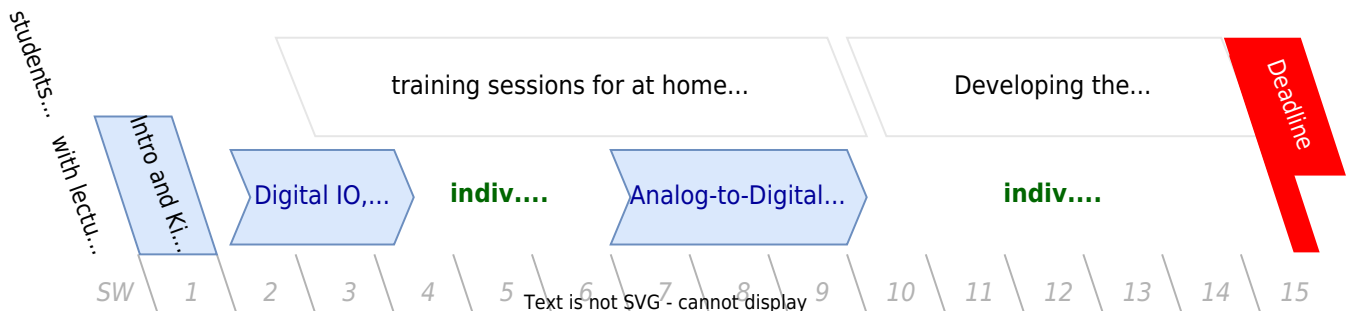 students...
with lectu...
Intro and Ki...
training sessions for at home...
Developing the...
Deadline
Digital IO,...
indiv....
Analog-to-Digital...
indiv....
SW 1 2 3 4 5 6 7 8 9 10 11 12 13 14 15
Text is not SVG - cannot display